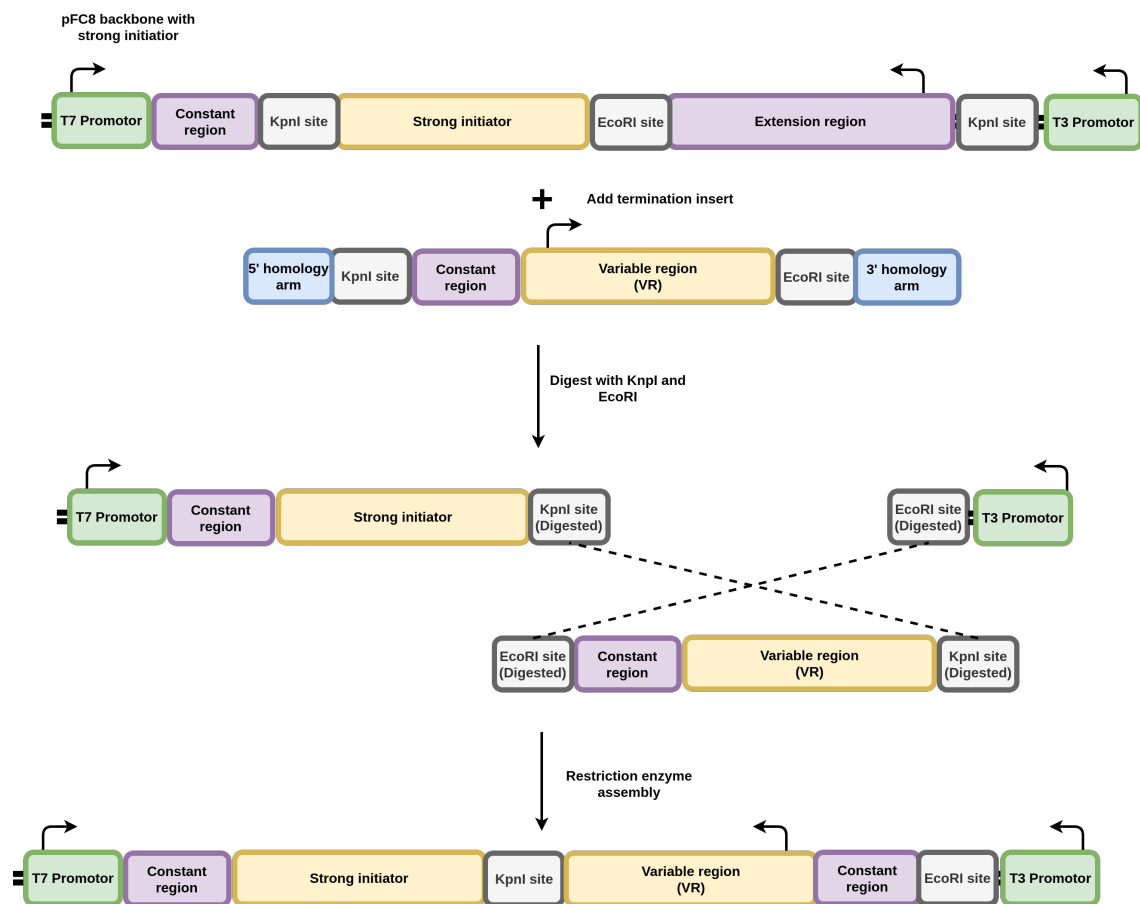 pFC8 backbone with
strong initiatior
T7 Promotor
Constant
region
KpnI site
Strong initiator
EcoRI site
Extension region
KpnI site
T3 Promotor
+
Add termination insert
5' homology
arm
KpnI site
Constant
region
Variable region
(VR)
EcoRI site
3' homology
arm
Digest with KnpI and
EcoRI
T7 Promotor
Constant
region
Strong initiator
KpnI site
(Digested)
EcoRI site
(Digested)
T3 Promotor
EcoRI site
(Digested)
Constant
region
Variable region
(VR)
KpnI site
(Digested)
Restriction enzyme
assembly
T7 Promotor
Constant
region
Strong initiator
KpnI site
Variable region
(VR)
Constant
region
EcoRI site
T3 Promotor